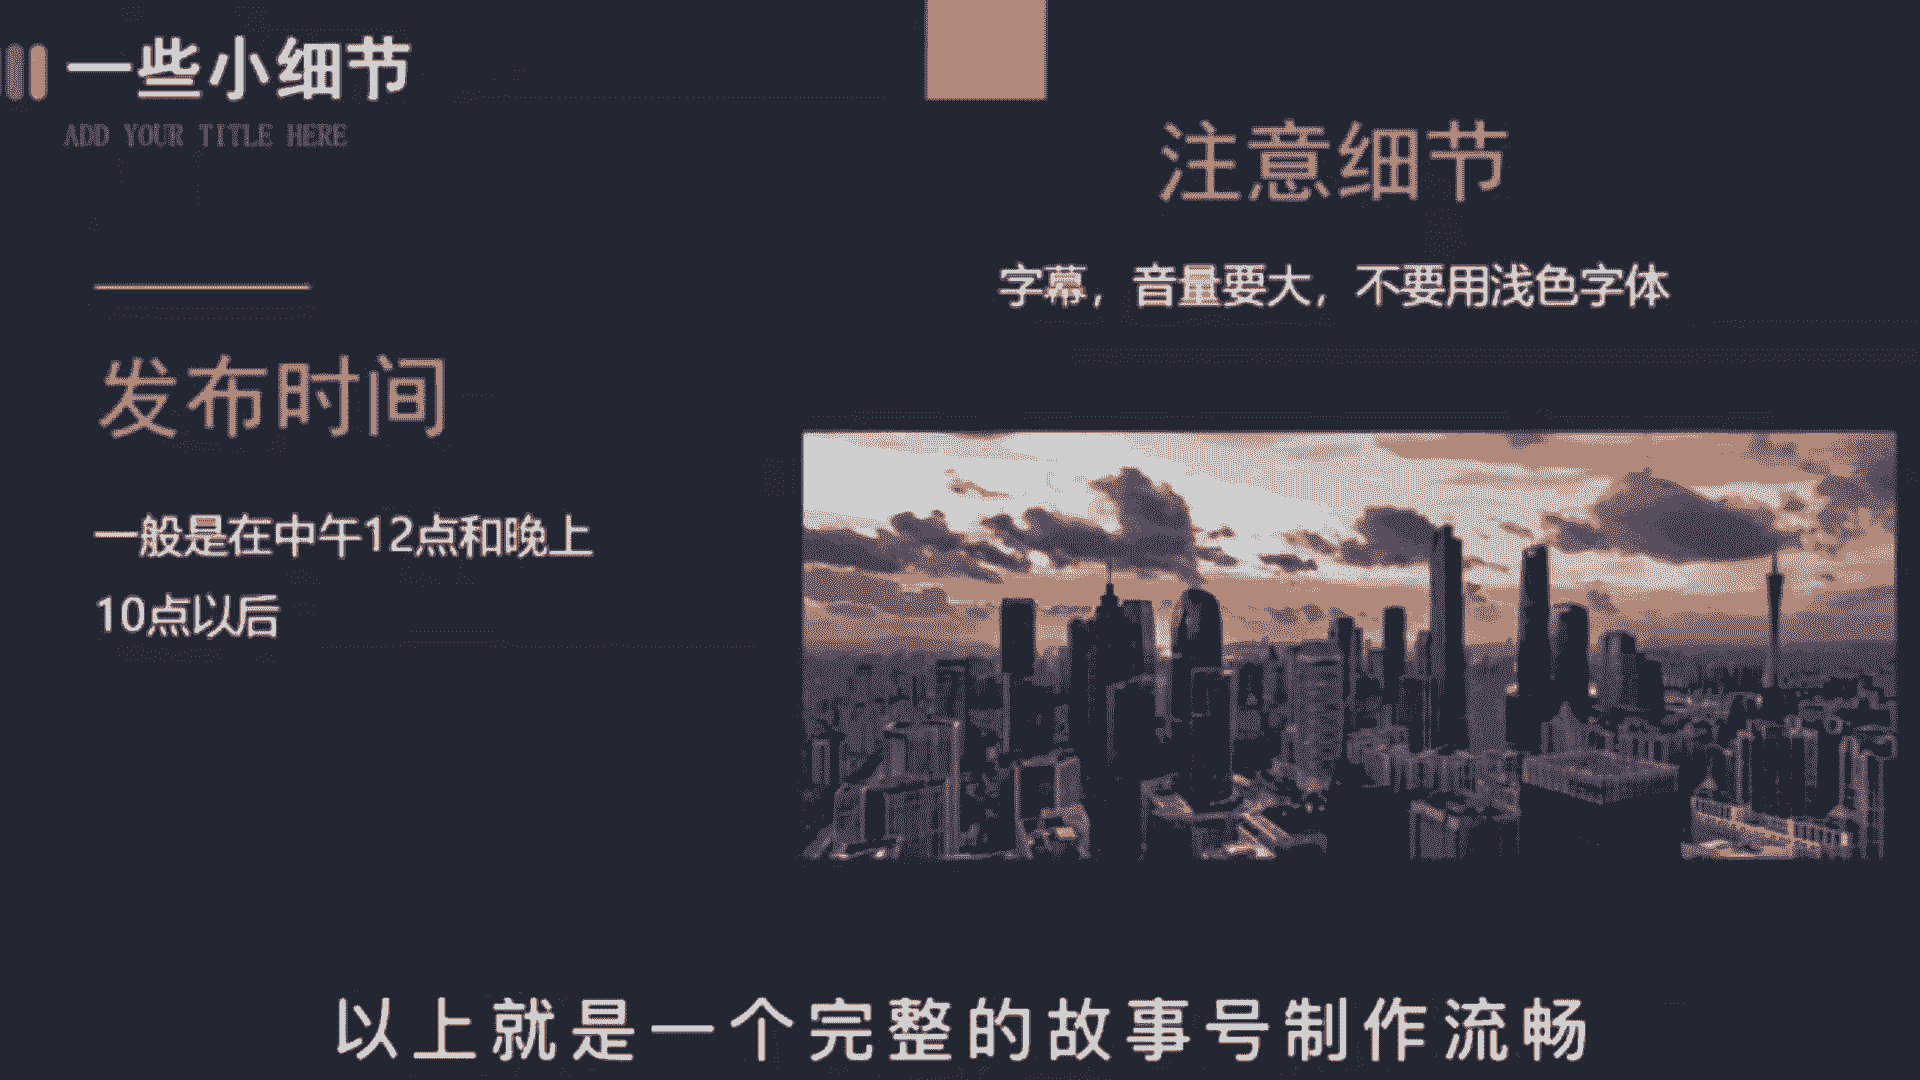 一些小细节
ADD YOUR TITLE HERE
注意细节
字幕，音量要大，不要用浅色字体
发布时间
一般是在中午12点和晚上
10点以后
以上就是一个完整的故事号制作流畅